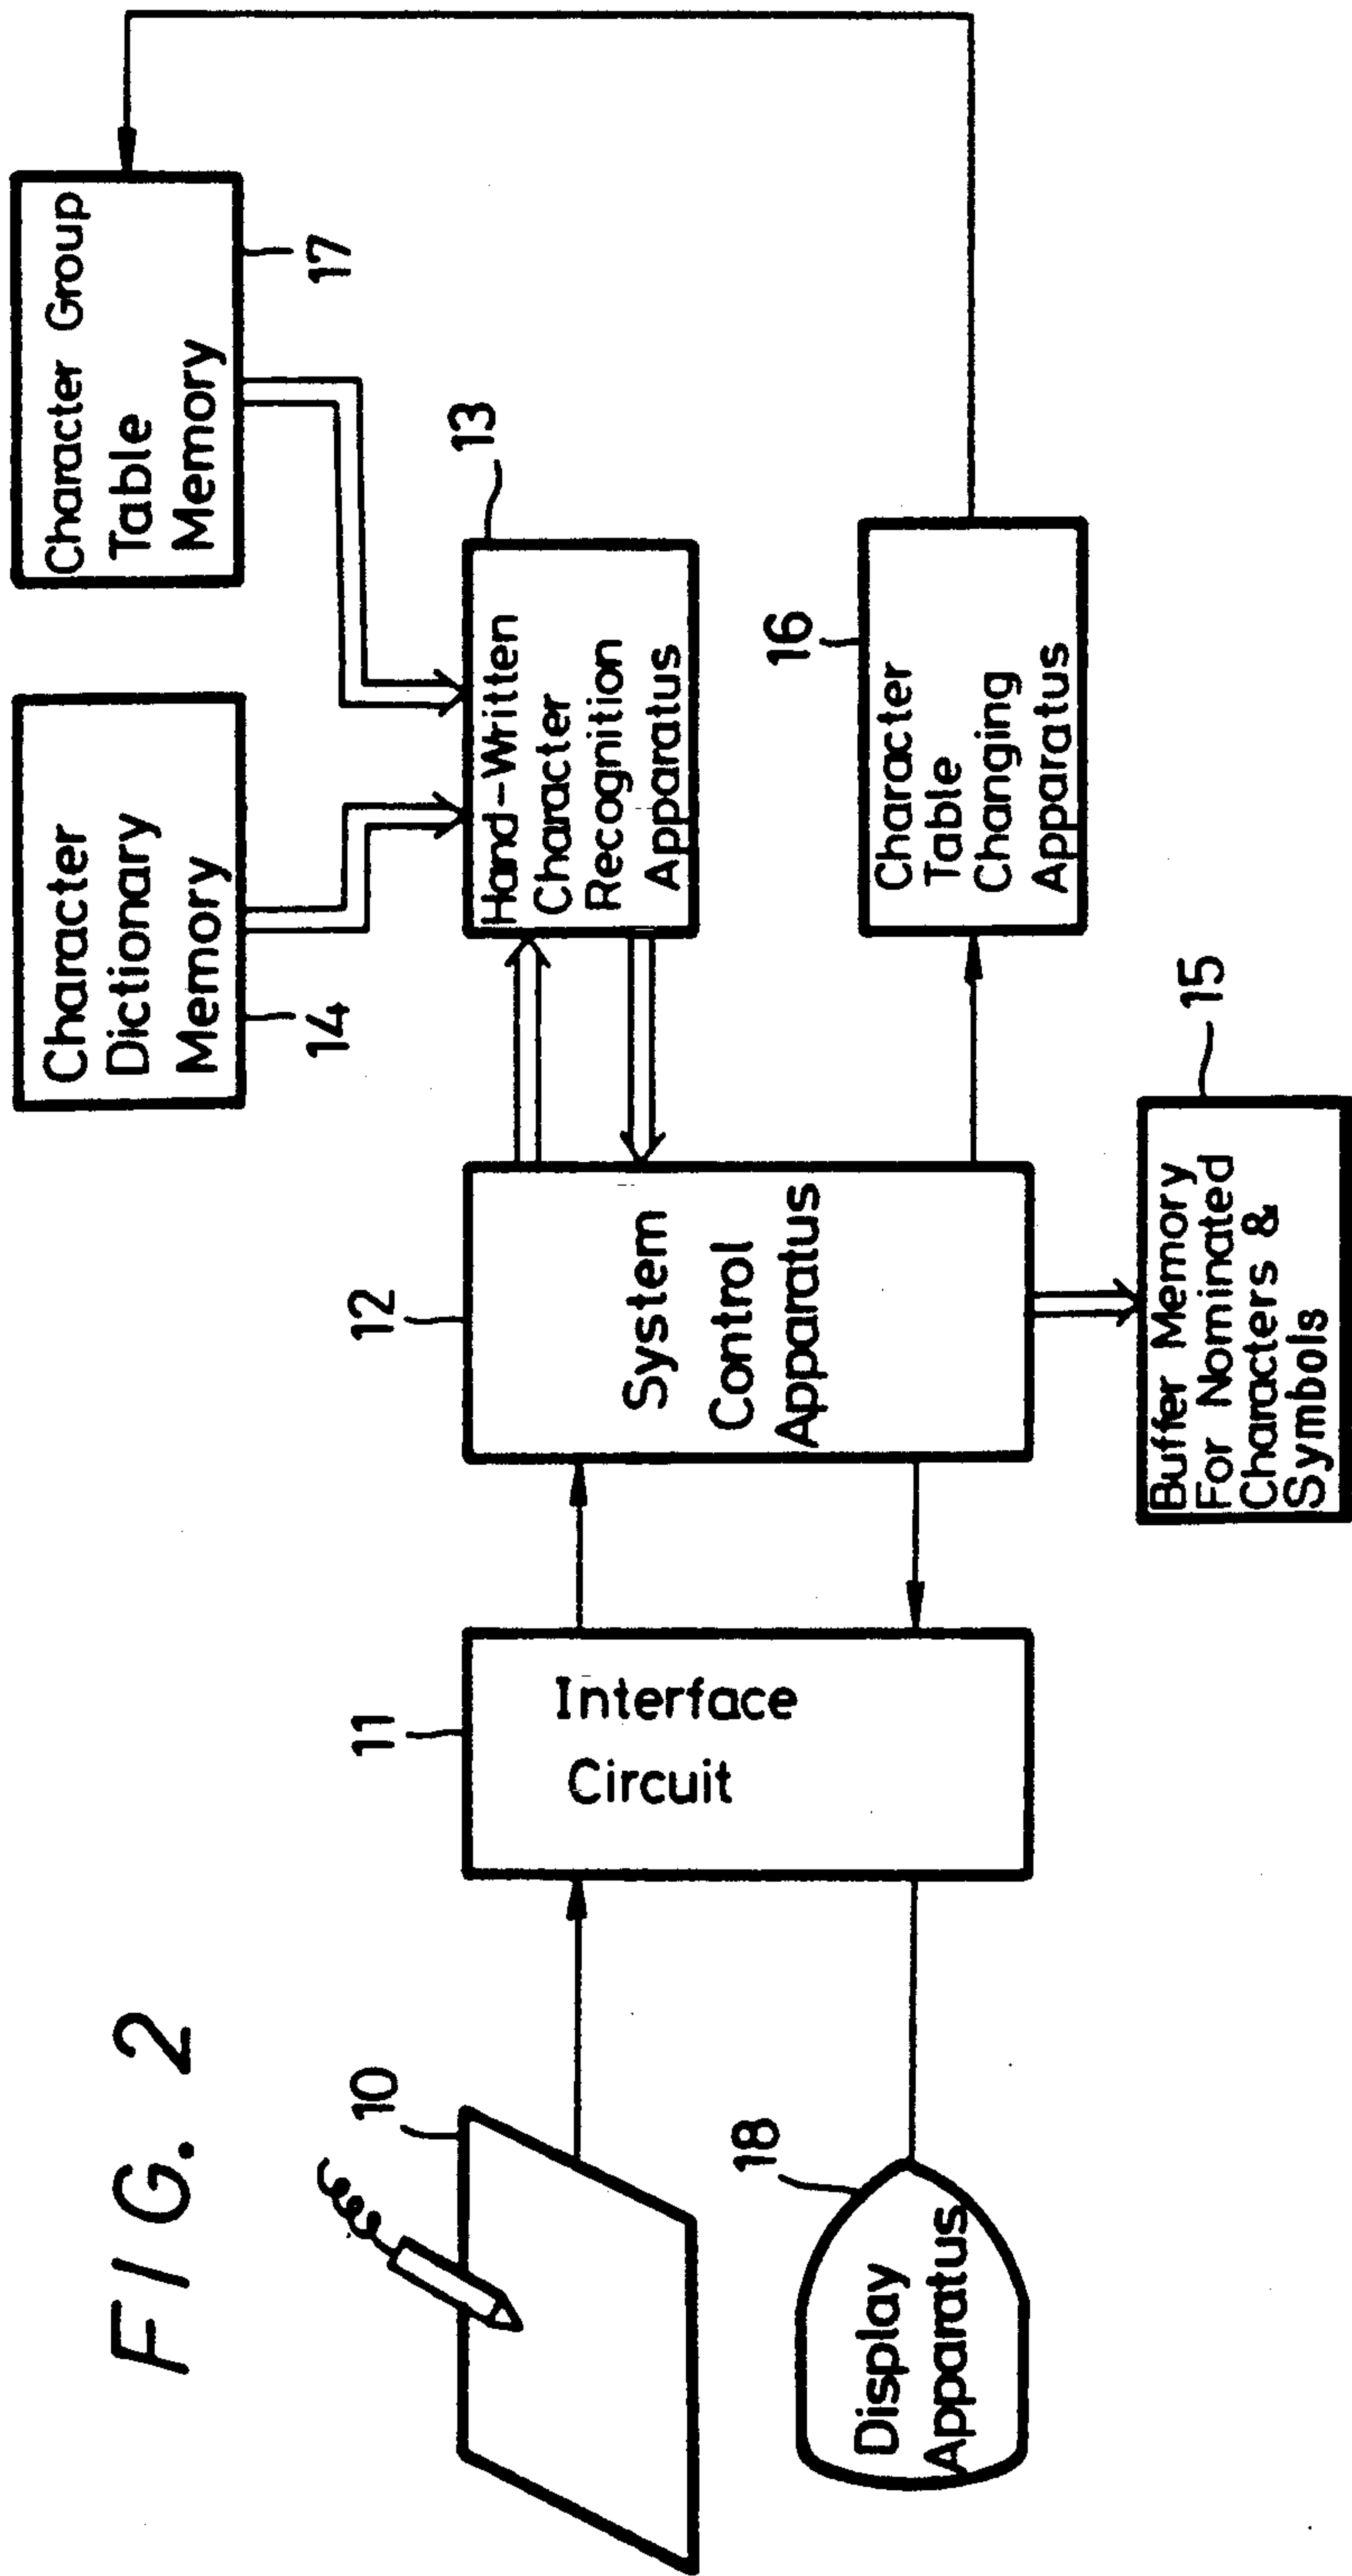 FIG. 2
10
18
Display
Apparatus
11
Interface
Circuit
12
System
Control
Apparatus
14
Character
Dictionary
Memory
17
Character Group
Table
Memory
13
Hand-Written
Character
Recognition
Apparatus
16
Character
Table
Changing
Apparatus
15
Buffer Memory
For Nominated
Characters &
Symbols